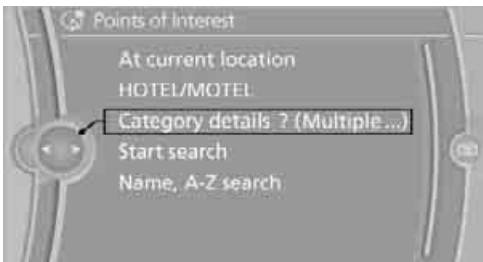 Points of Interest
At current location
HOTEL/MOTEL
Category details ? (Multiple ...)
Start search
Name, A-Z search